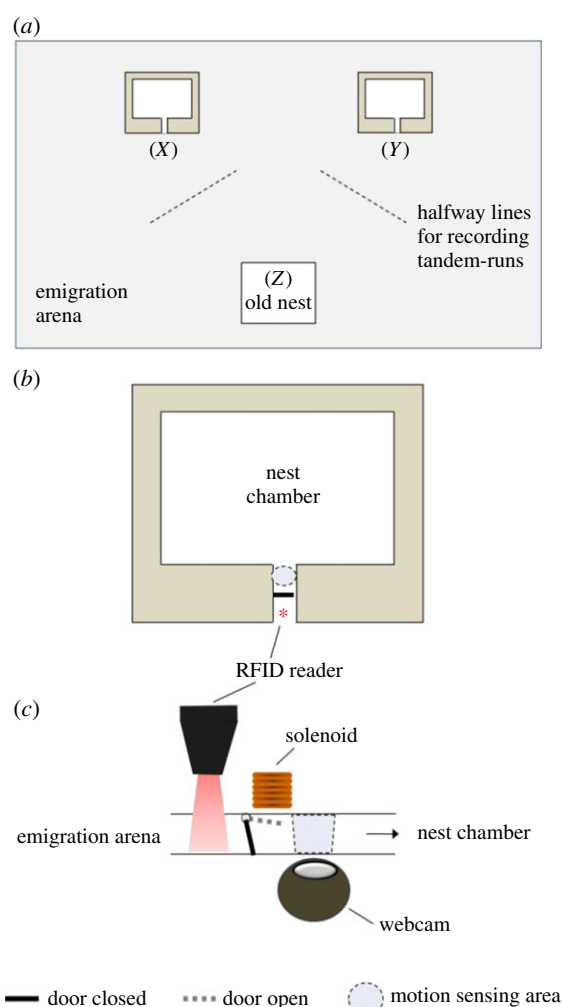 (a)
(X)
(Y)
halfway lines
for recording
tandem-runs
(Z)
old nest
emigration
arena
(b)
nest
chamber
*
RFID reader
(c)
solenoid
emigration arena
nest chamber
webcam
door closed
door open
motion sensing area